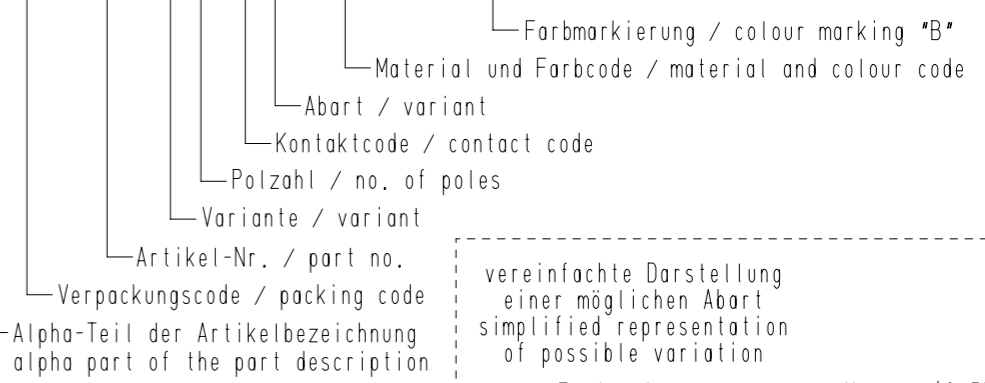 Farbmarkierung / colour marking "B"
Material und Farbcode / material and colour code
Abart / variant
Kontaktcode / contact code
Polzahl / no. of poles
Variante / variant
Artikel-Nr. / part no.
Verpackungscode / packing code
Alpha-Teil der Artikelbezeichnung
alpha part of the part description
vereinfachte Darstellung
einer möglichen Abart
simplified representation
of possible variation